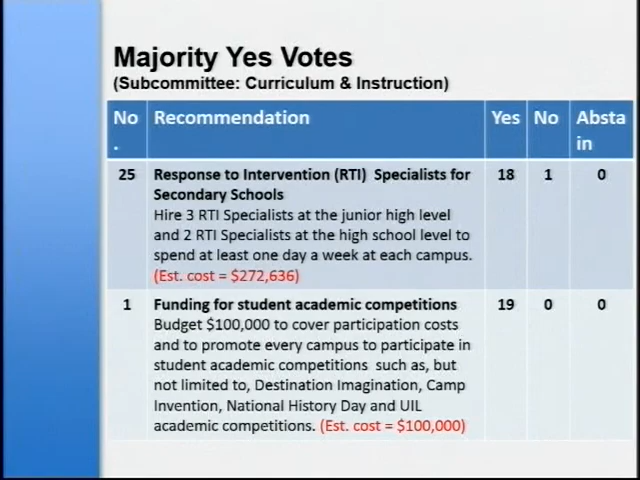 Majority Yes Votes
(Subcommittee: Curriculum & Instruction)
No Recommendation Yes No Absta
. in
25 Response to Intervention (RTI) Specialists for 18 1 0
Secondary Schools
Hire 3 RTI Specialists at the junior high level
and 2 RTI Specialists at the high school level to
spend at least one day a week at each campus.
(Est. cost = $272,636)
1 Funding for student academic competitions 19 0 0
Budget $100,000 to cover participation costs
and to promote every campus to participate in
student academic competitions such as, but
not limited to, Destination Imagination, Camp
Invention, National History Day and UIL
academic competitions. (Est. cost = $100,000)